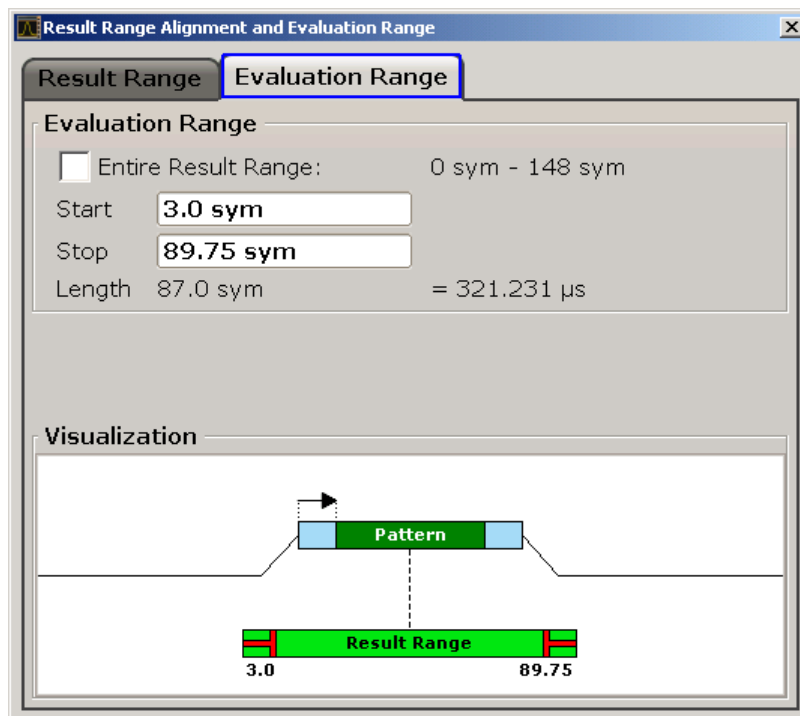 Result Range Alignment and Evaluation Range
Result Range Evaluation Range
Evaluation Range
Entire Result Range: 0 sym - 148 sym
Start 3.0 sym
Stop 89.75 sym
Length 87.0 sym = 321.231 µs
Visualization
Pattern
Result Range
3.0 89.75